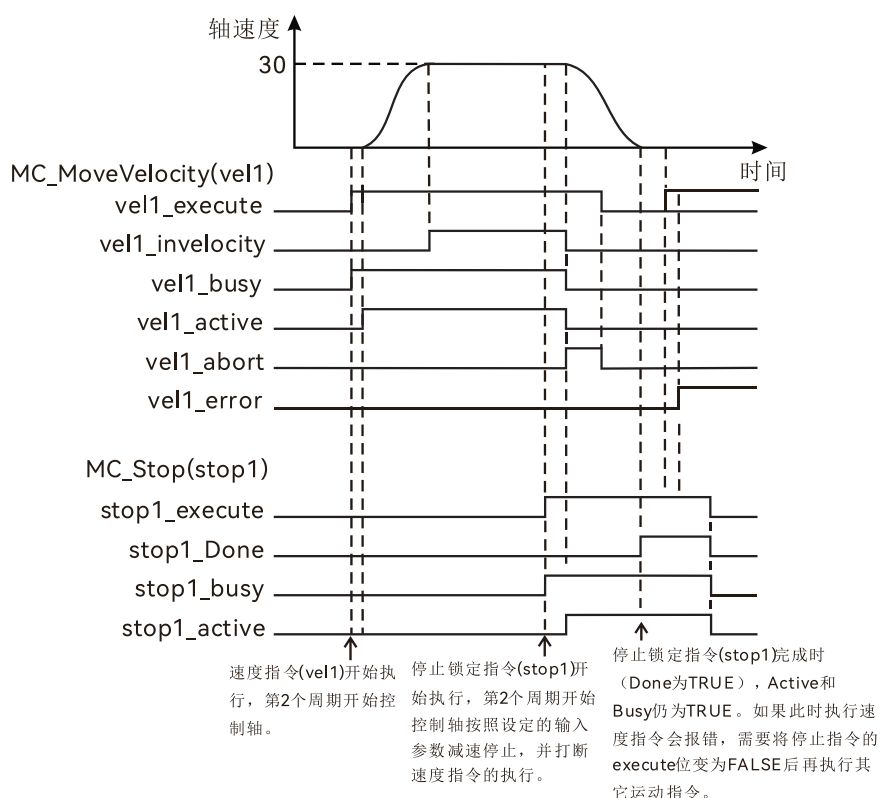 轴速度
30
时间
MC_MoveVelocity(vel1)
vel1_execute
vel1_invelocity
vel1_busy
vel1_active
vel1_abort
vel1_error
MC_Stop(stop1)
stop1_execute
stop1_Done
stop1_busy
stop1_active
速度指令(vel1)开始执
行，第2个周期开始控
制轴。
停止锁定指令(stop1)开
始执行，第2个周期开始
控制轴按照设定的输入
参数减速停止，并打断
速度指令的执行。
停止锁定指令(stop1)完成时
（Done为TRUE），Active和
Busy仍为TRUE。如果此时执行速
度指令会报错，需要将停止指令的
execute位变为FALSE后再执行其
它运动指令。